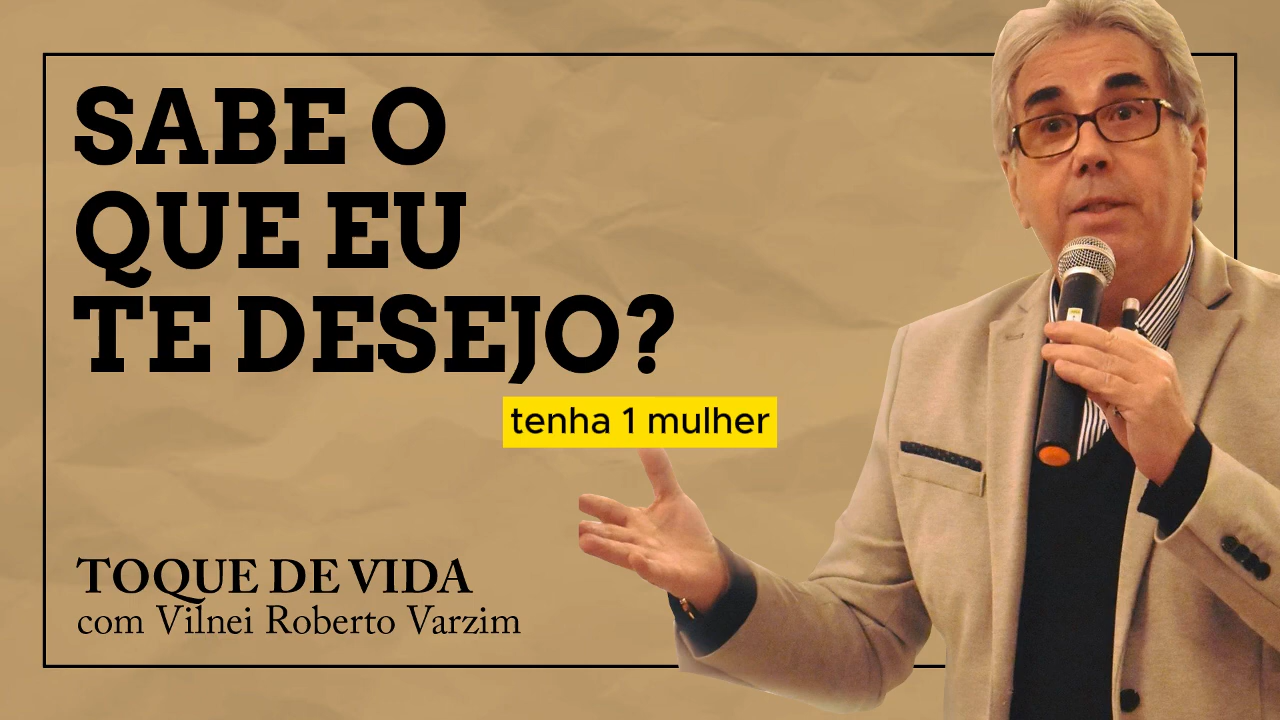 SABE O
QUE EU
TE DESEJO?
tenha 1 mulher
TOQUE DE VIDA
com Vilnei Roberto Varzim